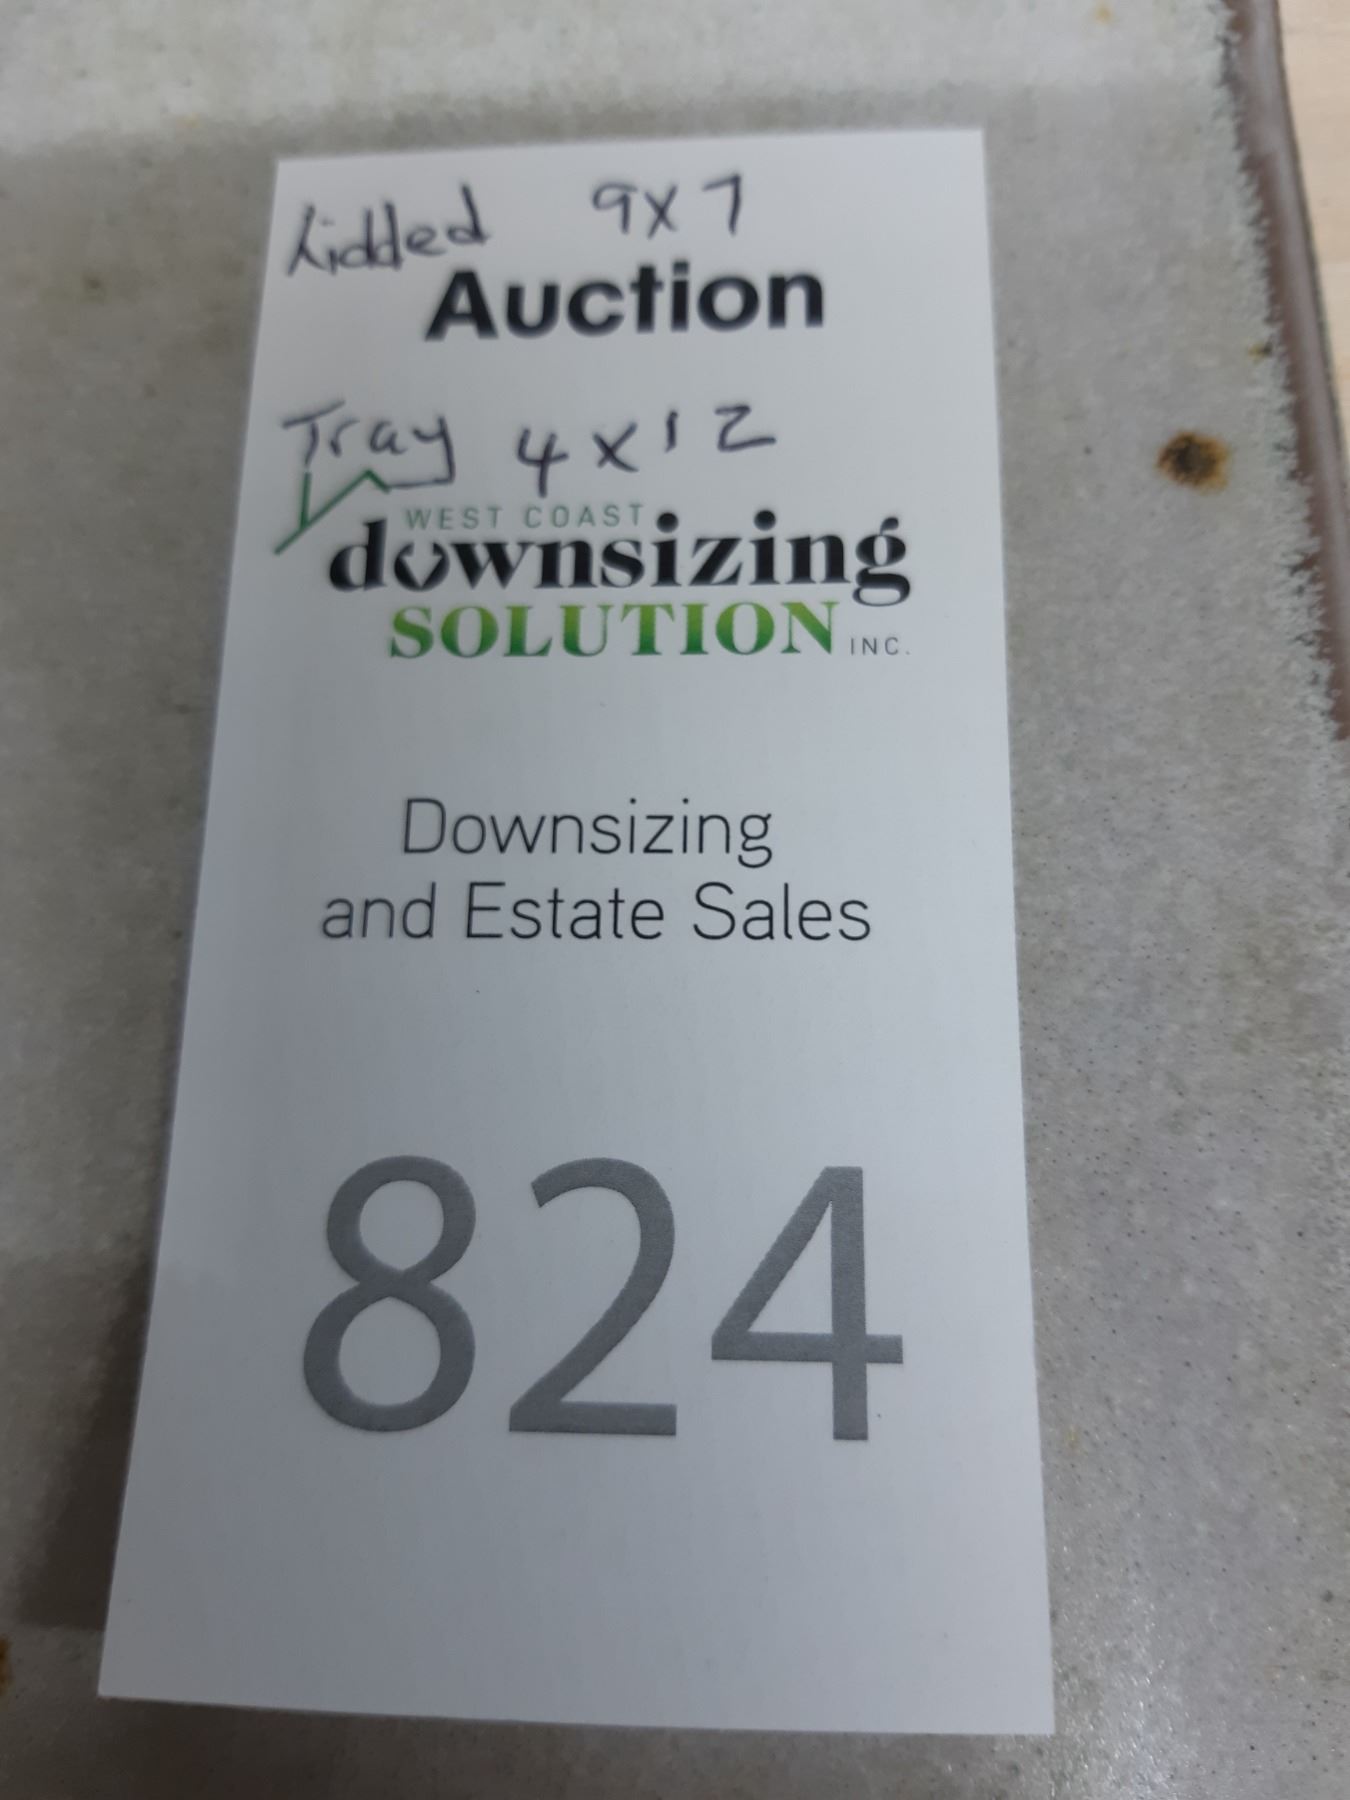 Lidded 9x7
Auction
Tray 4x12
WEST COAST
downsizing
SOLUTION INC.
Downsizing
and Estate Sales
824